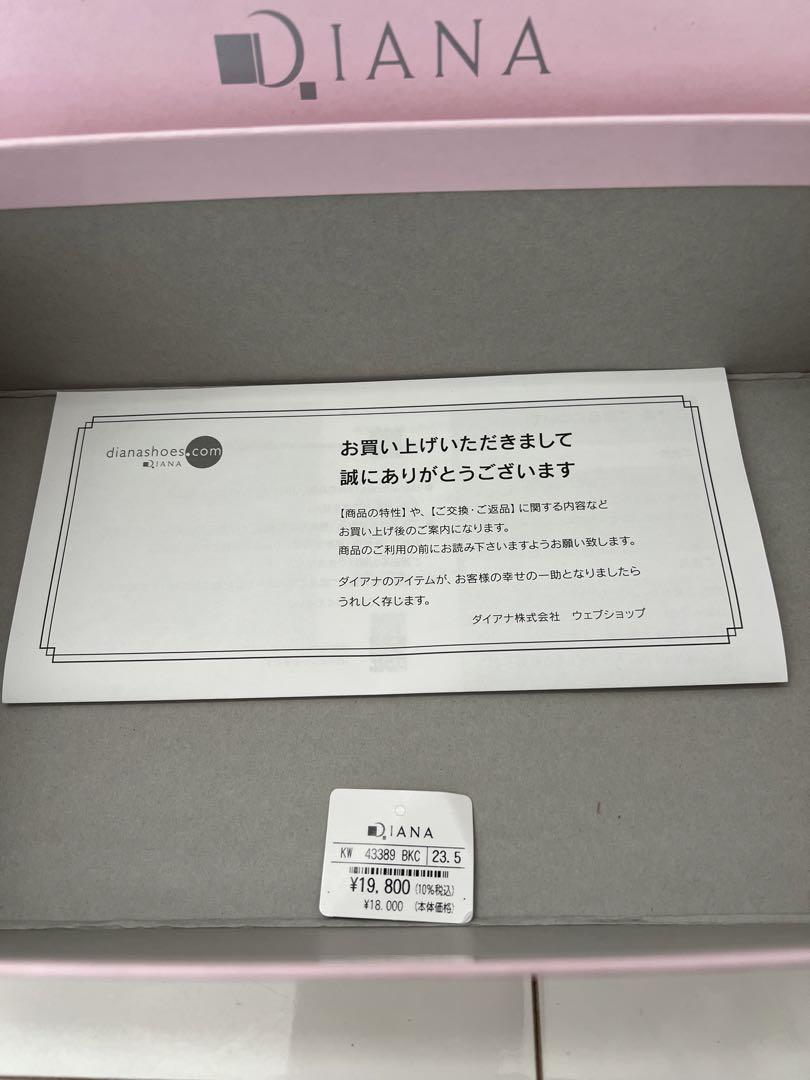 DIANA
dianashoes.com
DIANA
お買い上げいただきまして
誠にありがとうございます
【商品の特性】や、【ご交換・ご返品】に関する内容など
お買い上げ後のご案内になります。
商品のご利用の前にお読み下さいますようお願い致します。
ダイアナのアイテムが、お客様の幸せの一助となりましたら
うれしく存じます。
ダイアナ株式会社 ウェブショップ
DIANA
KW 43389 BKC 23.5
¥19,800 (10%税込)
¥18.000 (本体価格)